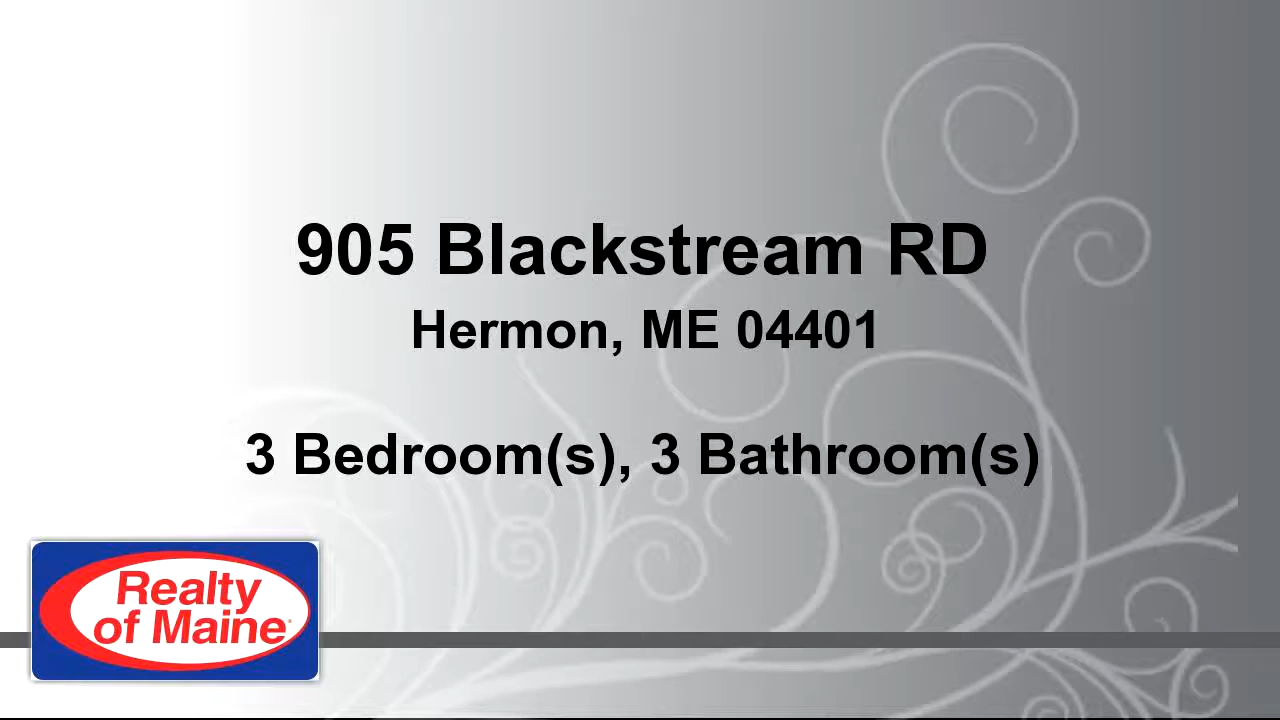 905 Blackstream RD
Hermon, ME 04401
3 Bedroom(s), 3 Bathroom(s)
Realty
of Maine